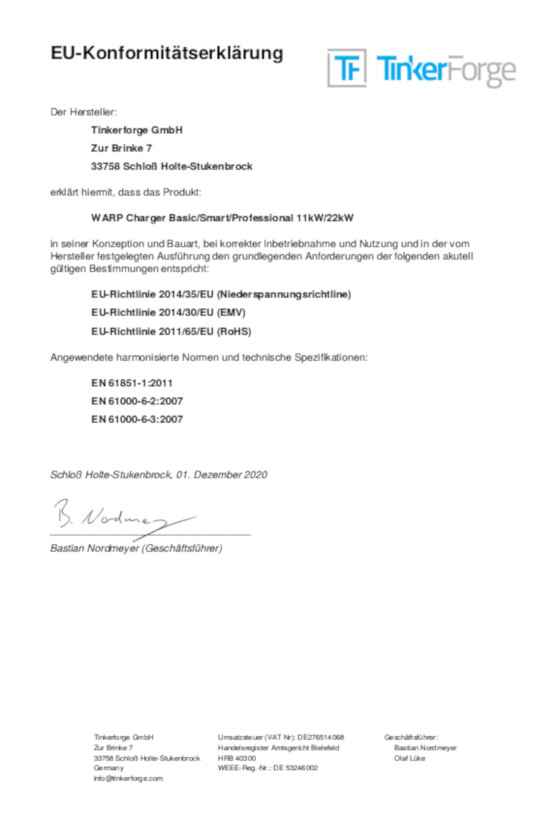 EU-Konformitätserklärung
TF TinkerForge
Der Hersteller:
Tinkerforge GmbH
Zur Brinke 7
33758 Schloß Holte-Stukenbrock
erklärt hiermit, dass das Produkt:
WARP Charger Basic/Smart/Professional 11kW/22kW
in seiner Konzeption und Bauart, bei korrekter Inbetriebnahme und Nutzung und in der vom
Hersteller festgelegten Ausführung den grundlegenden Anforderungen der folgenden akutell
gültigen Bestimmungen entspricht:
EU-Richtlinie 2014/35/EU (Niederspannungsrichtline)
EU-Richtlinie 2014/30/EU (EMV)
EU-Richtlinie 2011/65/EU (RoHS)
Angewendete harmonisierte Normen und technische Spezifikationen:
EN 61851-1:2011
EN 61000-6-2:2007
EN 61000-6-3:2007
Schloß Holte-Stukenbrock, 01. Dezember 2020
B. Nordmeyer
Bastian Nordmeyer (Geschäftsführer)
Tinkerforge GmbH
Zur Brinke 7
33758 Schloß Holte-Stukenbrock
Germany
info@tinkerforge.com
Umsatzsteuer (VAT Nr): DE276514068
Handelsregister Amtsgericht Bielefeld
HRB 40300
WEEE-Reg.-Nr.: DE 53246002
Geschäftsführer:
Bastian Nordmeyer
Olaf Lüke